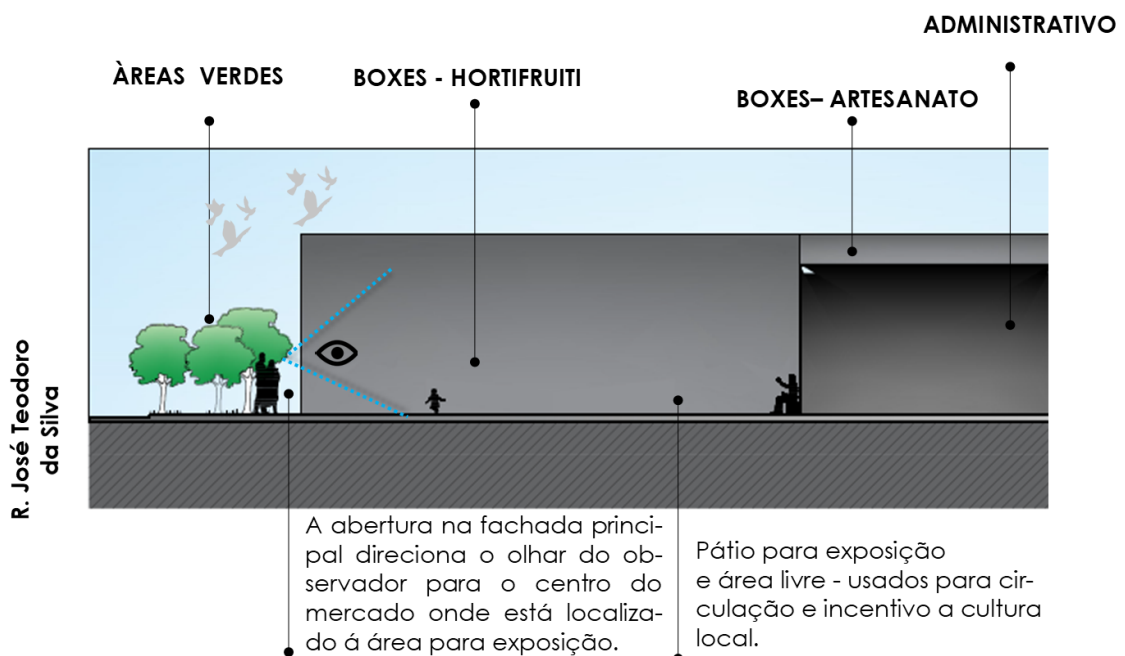 ADMINISTRATIVO
ÀREAS VERDES
BOXES - HORTIFRUITI
BOXES– ARTESANATO
R. José Teodoro
da Silva
A abertura na fachada princi-
pal direciona o olhar do ob-
servador para o centro do
mercado onde está localiza-
do á área para exposição.
Pátio para exposição
e área livre - usados para cir-
culação e incentivo a cultura
local.